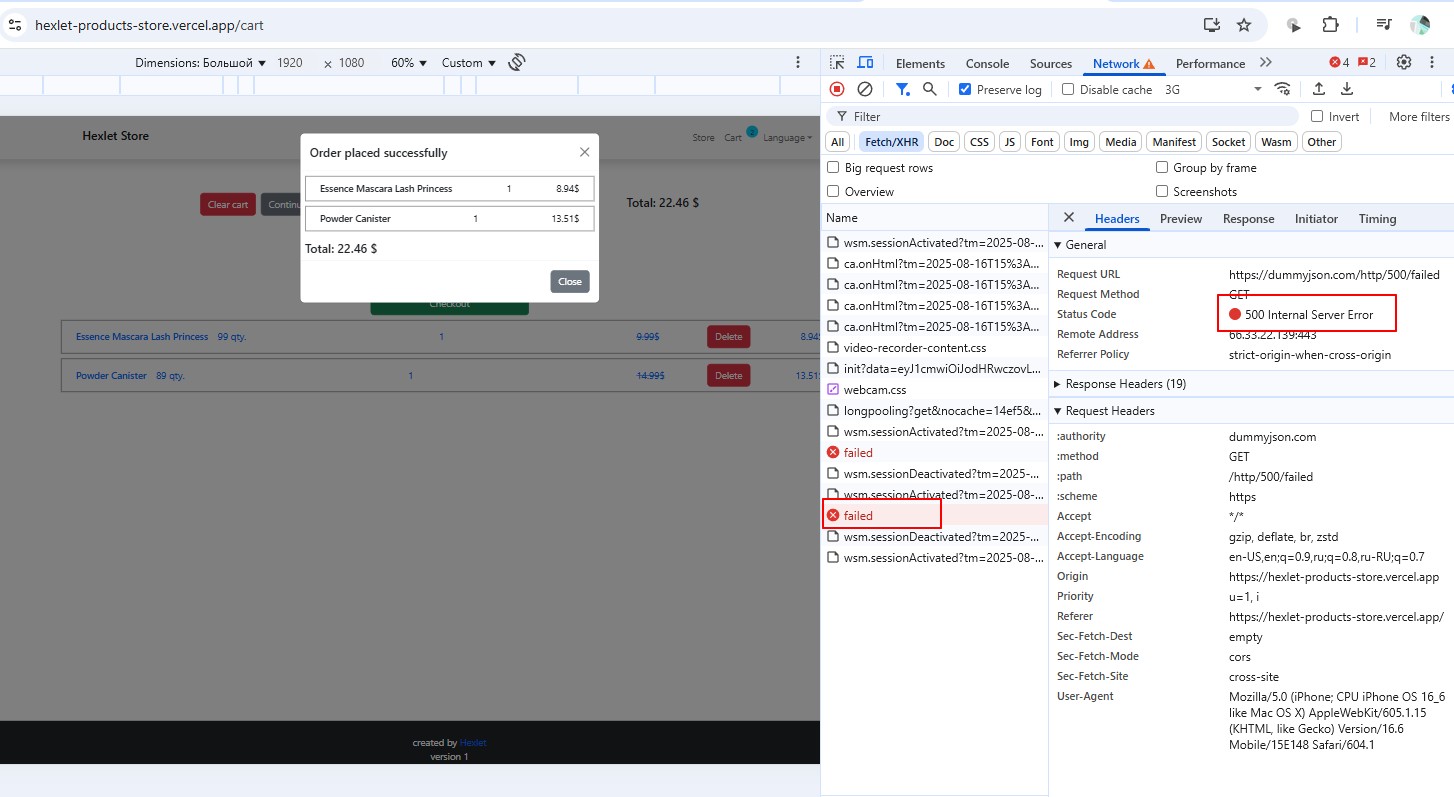 hexlet-products-store.vercel.app/cart
Dimensions: Большой 1920 × 1080 60% Custom
Elements Console Sources Network Performance 4 2
Preserve log Disable cache 3G
Filter Invert More filters
All Fetch/XHR Doc CSS JS Font Img Media Manifest Socket Wasm Other
Big request rows Group by frame
Overview Screenshots
Hexlet Store Store Cart 2 Language
Order placed successfully
Essence Mascara Lash Princess 1 8.94$
Powder Canister 1 13.51$
Total: 22.46 $
Close
Clear cart Continu Total: 22.46 $
Checkout
Essence Mascara Lash Princess 99 qty. 1 9.99$ Delete 8.94
Powder Canister 89 qty. 1 14.99$ Delete 13.51
created by Hexlet
version 1
Name
wsm.sessionActivated?tm=2025-08-...
ca.onHtml?tm=2025-08-16T15%3A...
ca.onHtml?tm=2025-08-16T15%3A...
ca.onHtml?tm=2025-08-16T15%3A...
ca.onHtml?tm=2025-08-16T15%3A...
video-recorder-content.css
init?data=eyJ1cmwiOiJodHRwczovL...
webcam.css
longpooling?get&nocache=14ef5&...
wsm.sessionActivated?tm=2025-08-...
failed
wsm.sessionDeactivated?tm=2025-...
wsm.sessionActivated?tm=2025-08-...
failed
wsm.sessionDeactivated?tm=2025-...
wsm.sessionActivated?tm=2025-08-...
Headers Preview Response Initiator Timing
General
Request URL https://dummyjson.com/http/500/failed
Request Method GET
Status Code 500 Internal Server Error
Remote Address 66.33.22.139:443
Referrer Policy strict-origin-when-cross-origin
Response Headers (19)
Request Headers
:authority dummyjson.com
:method GET
:path /http/500/failed
:scheme https
Accept */*
Accept-Encoding gzip, deflate, br, zstd
Accept-Language en-US,en;q=0.9,ru;q=0.8,ru-RU;q=0.7
Origin https://hexlet-products-store.vercel.app
Priority u=1, i
Referer https://hexlet-products-store.vercel.app/
Sec-Fetch-Dest empty
Sec-Fetch-Mode cors
Sec-Fetch-Site cross-site
User-Agent Mozilla/5.0 (iPhone; CPU iPhone OS 16_6
like Mac OS X) AppleWebKit/605.1.15
(KHTML, like Gecko) Version/16.6
Mobile/15E148 Safari/604.1